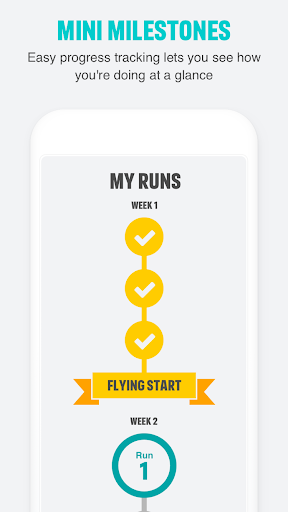 MINI MILESTONES
Easy progress tracking lets you see how
you're doing at a glance
MY RUNS
WEEK 1
FLYING START
WEEK 2
Run
1